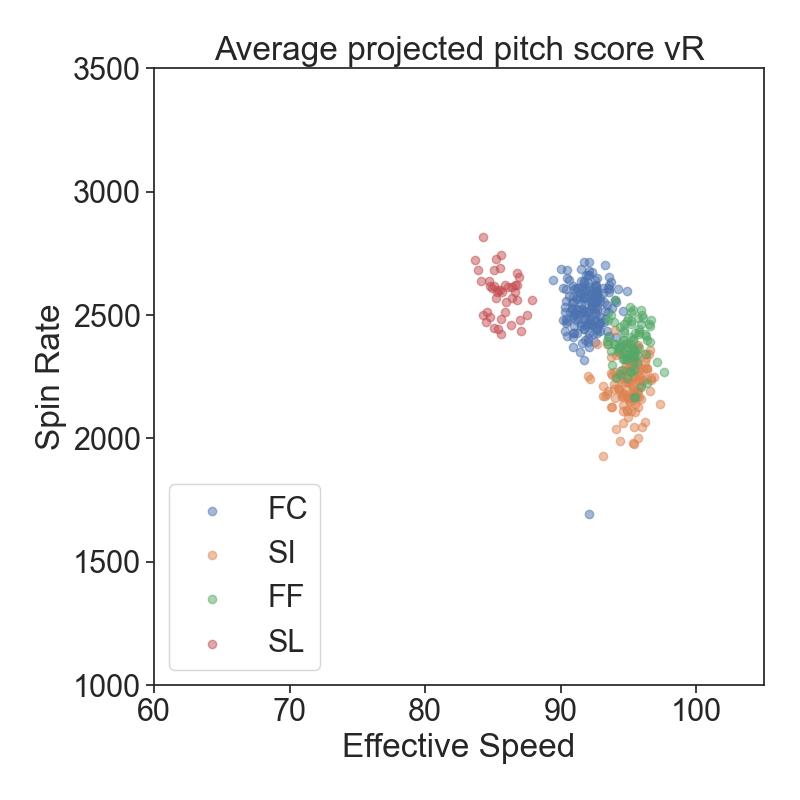 Average projected pitch score vR
3500
3000
2500
2000
1500
1000
Spin Rate
FC
SI
FF
SL
60 70 80 90 100
Effective Speed